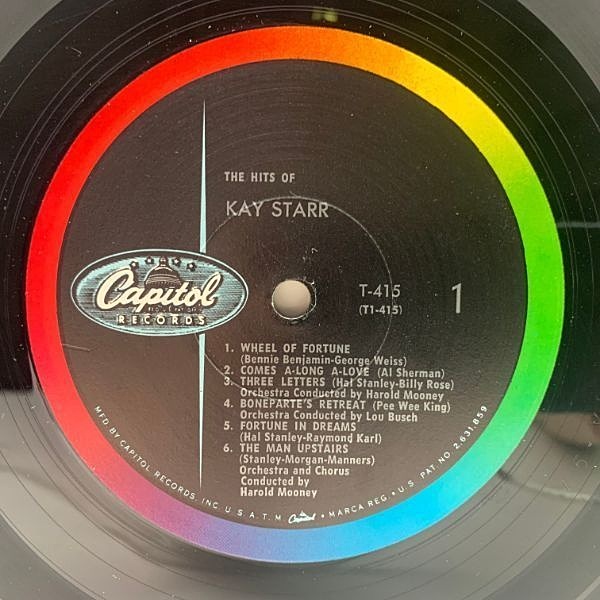 THE HITS OF
KAY STARR
Capitol
RECORDS
T-415
(T1-415)
1
1. WHEEL OF FORTUNE
(Bennie Benjamin-George Weiss)
2. COMES A-LONG A-LOVE (Al Sherman)
3. THREE LETTERS (Hal Stanley-Billy Rose)
Orchestra Conducted by Harold Mooney
4. BONEPARTE'S RETREAT (Pee Wee King)
Orchestra Conducted by Lou Busch
5. FORTUNE IN DREAMS
(Hal Stanley-Raymond Karl)
6. THE MAN UPSTAIRS
(Stanley-Morgan-Manners)
Orchestra and Chorus
Conducted by
Harold Mooney
MFD. BY CAPITOL RECORDS, INC. U.S.A. T.M. Capitol • MARCA REG. • U.S. PAT. NO. 2,631,859